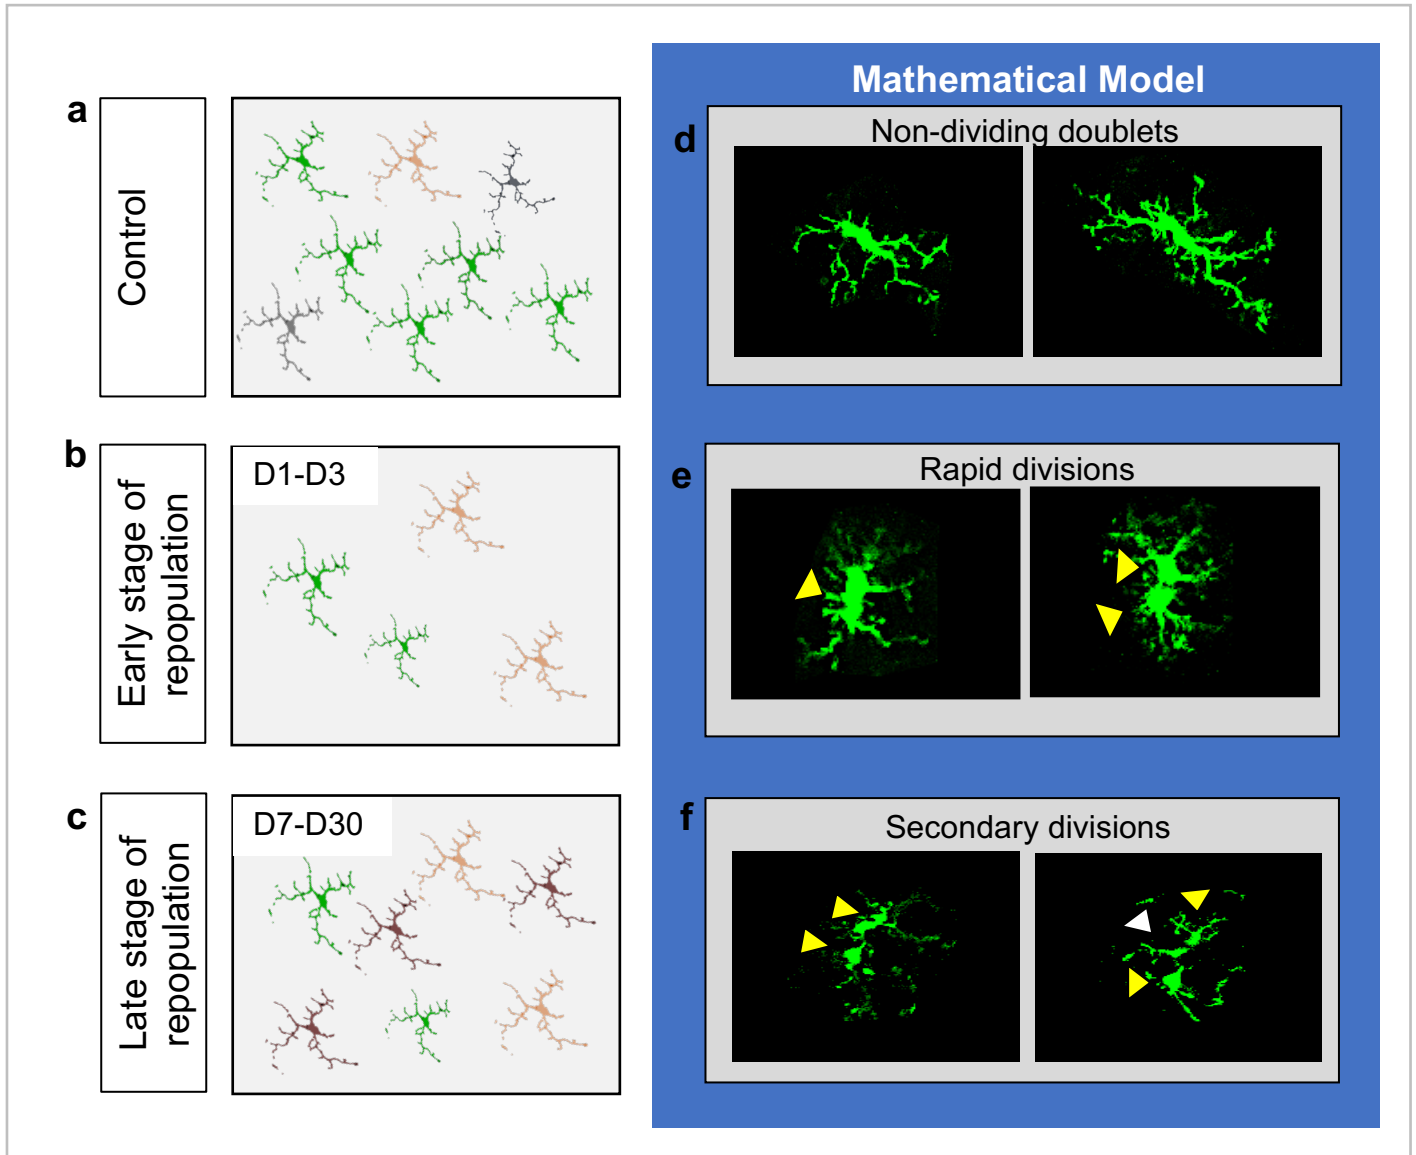 Mathematical Model
a
Control
d
Non-dividing doublets
b
Early stage of
repopulation
D1-D3
e
Rapid divisions
c
Late stage of
repopulation
D7-D30
f
Secondary divisions